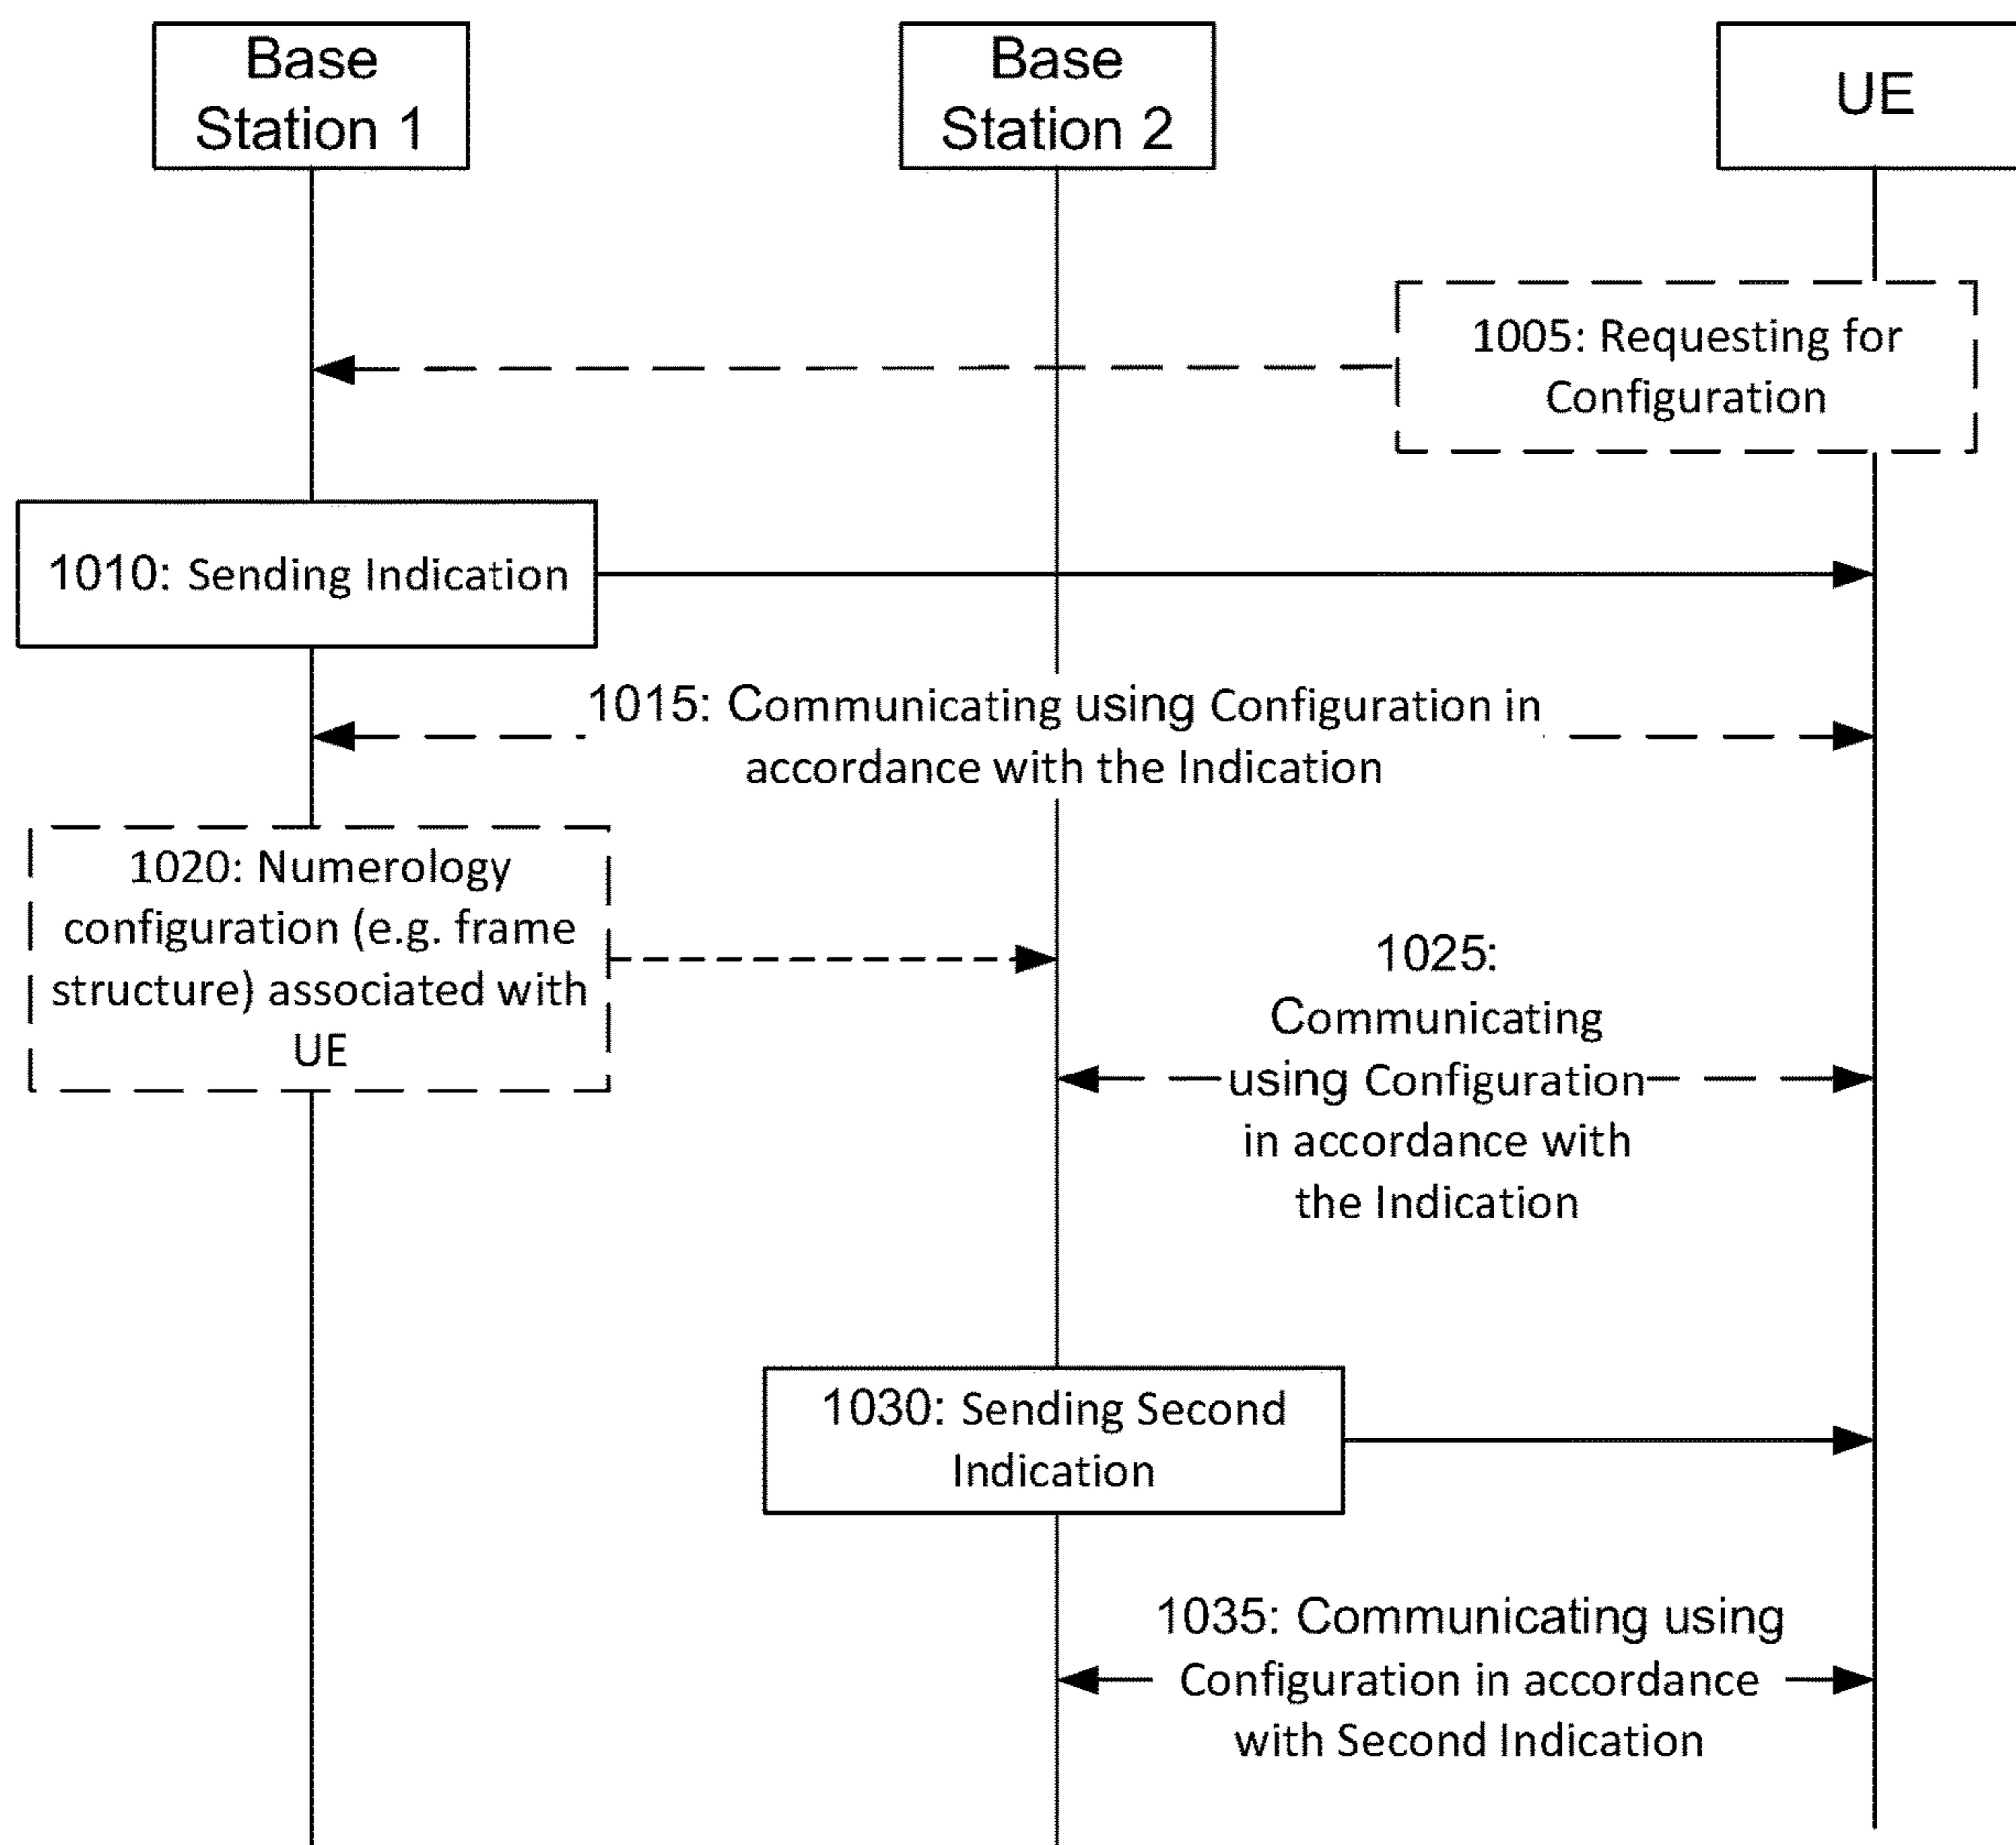 Base
Station 1
Base
Station 2
UE
1005: Requesting for
Configuration
1010: Sending Indication
1015: Communicating using Configuration in
accordance with the Indication
1020: Numerology
configuration (e.g. frame
structure) associated with
UE
1025:
Communicating
using Configuration
in accordance with
the Indication
1030: Sending Second
Indication
1035: Communicating using
Configuration in accordance
with Second Indication